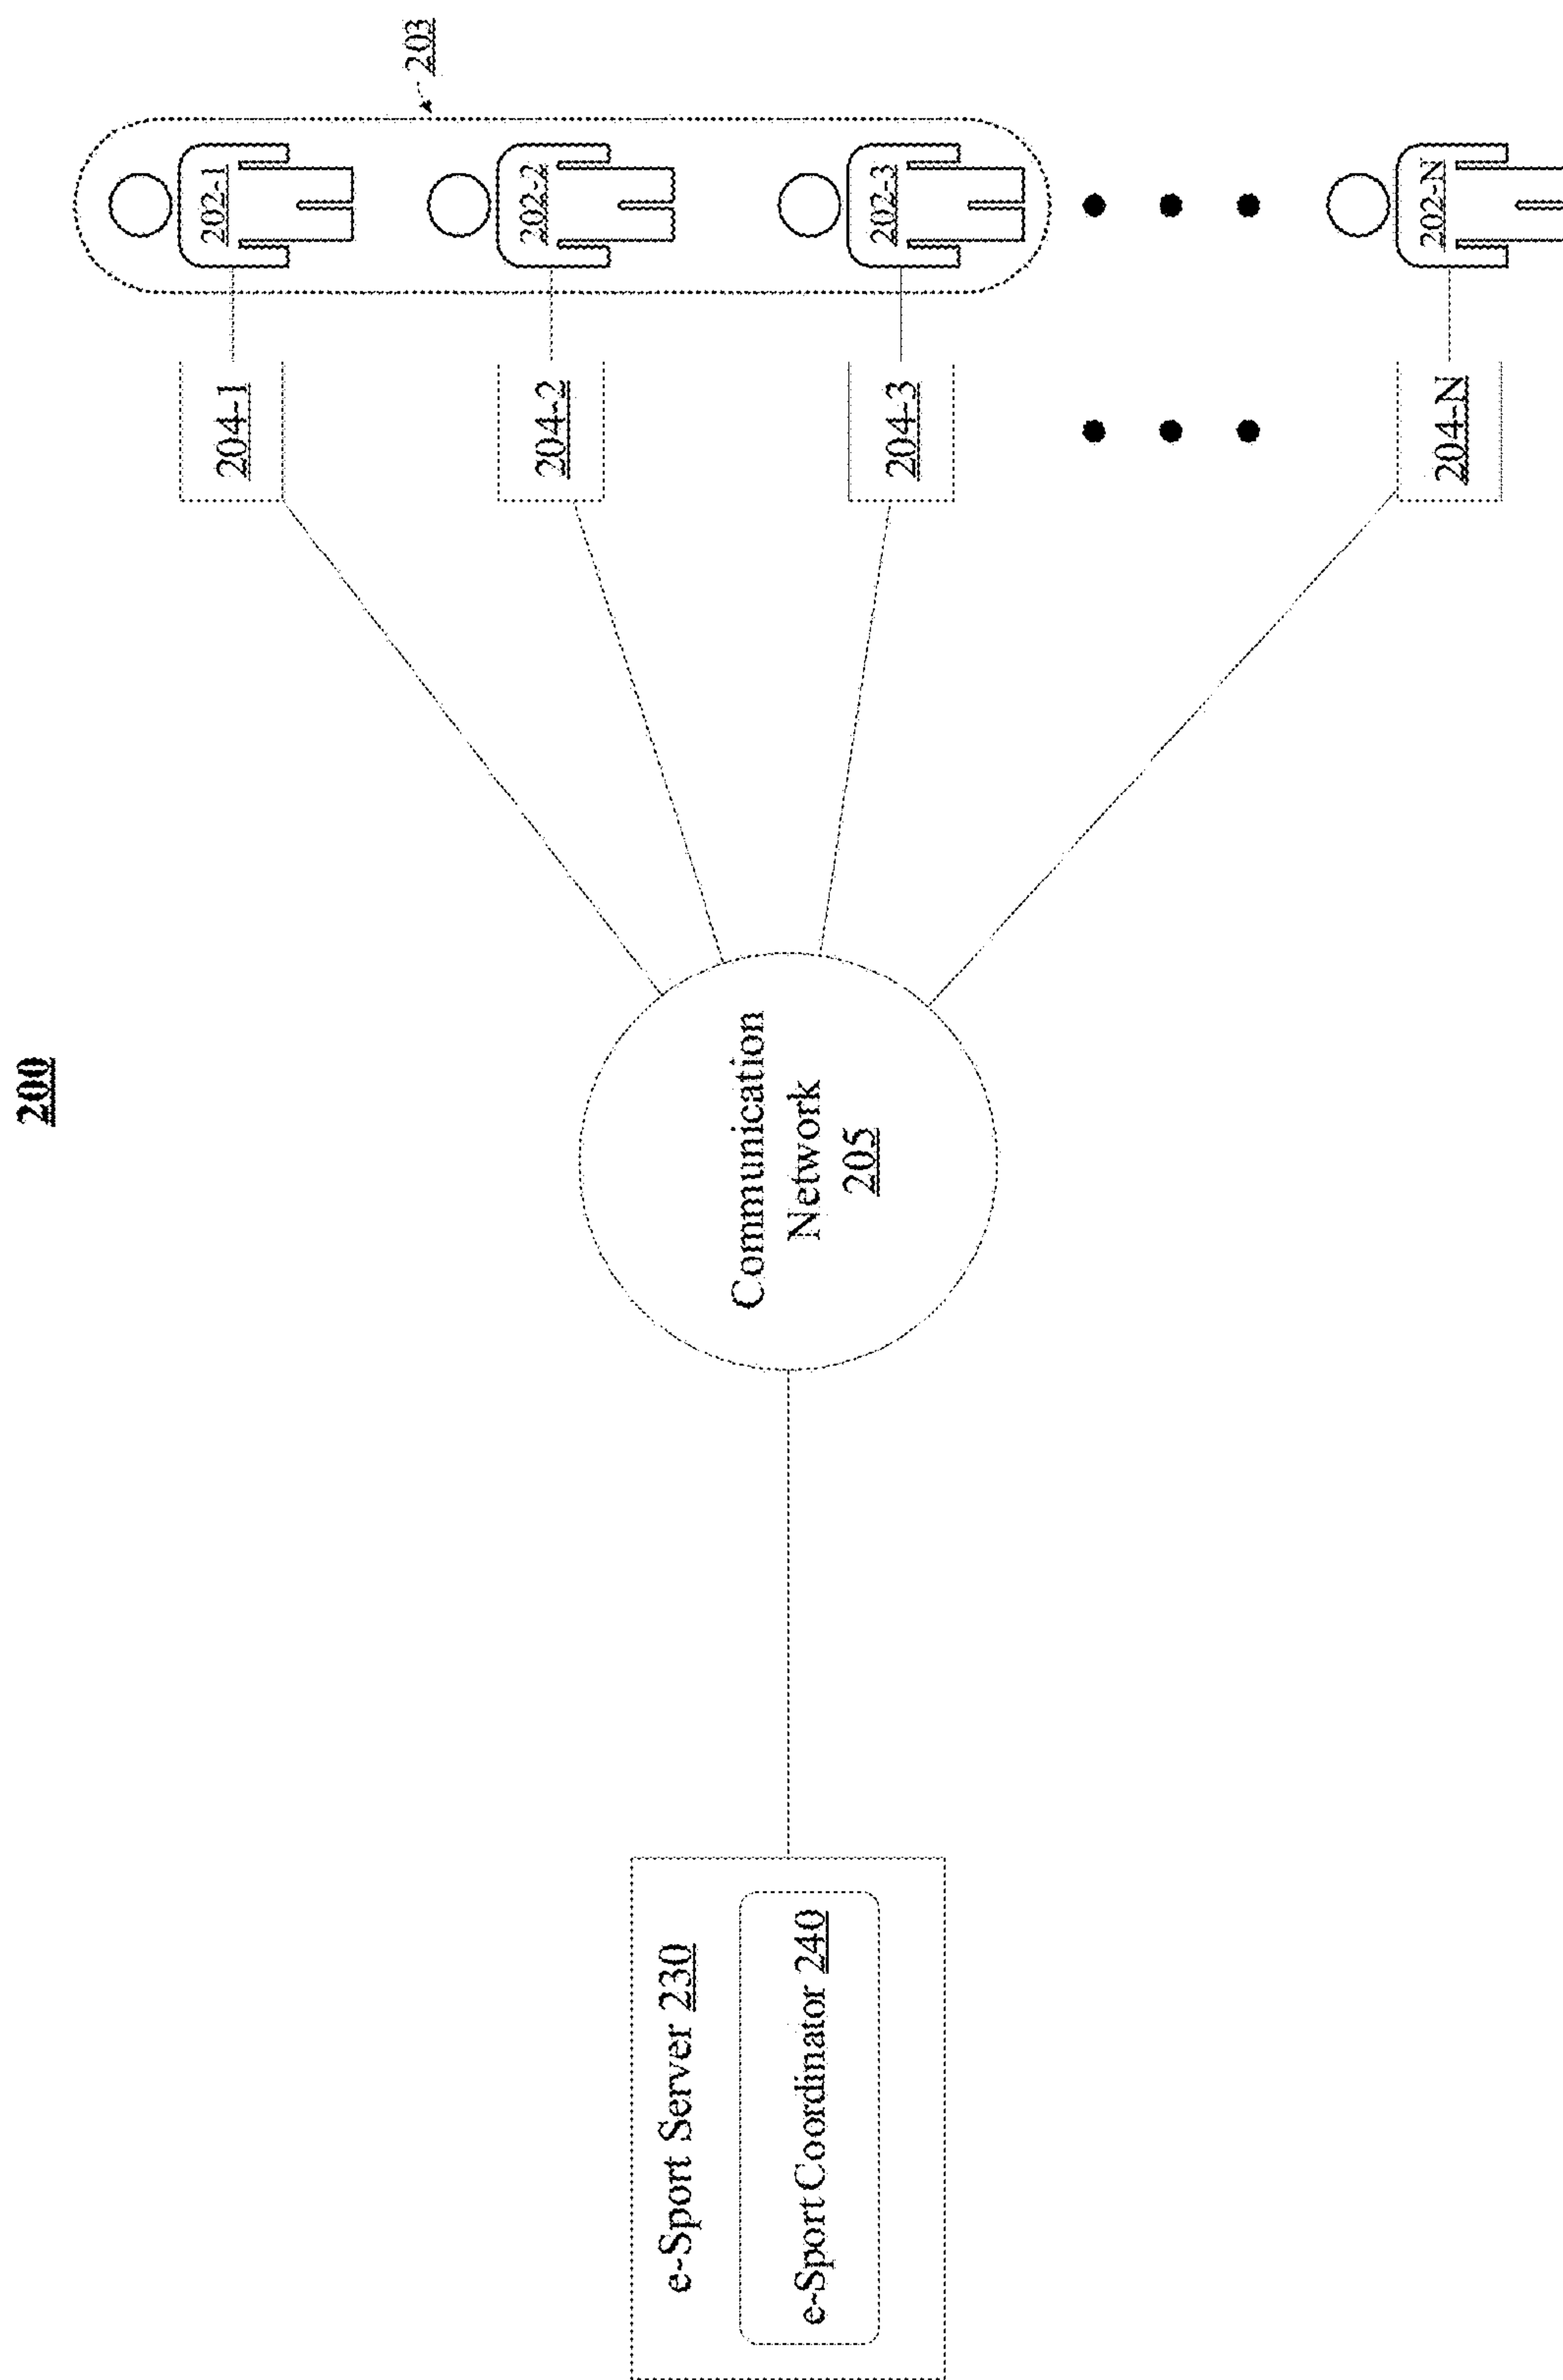 200
203
202-1
202-2
202-3
202-N
204-1
204-2
204-3
204-N
Communication
Network
205
e-Sport Server 230
e-Sport Coordinator 240